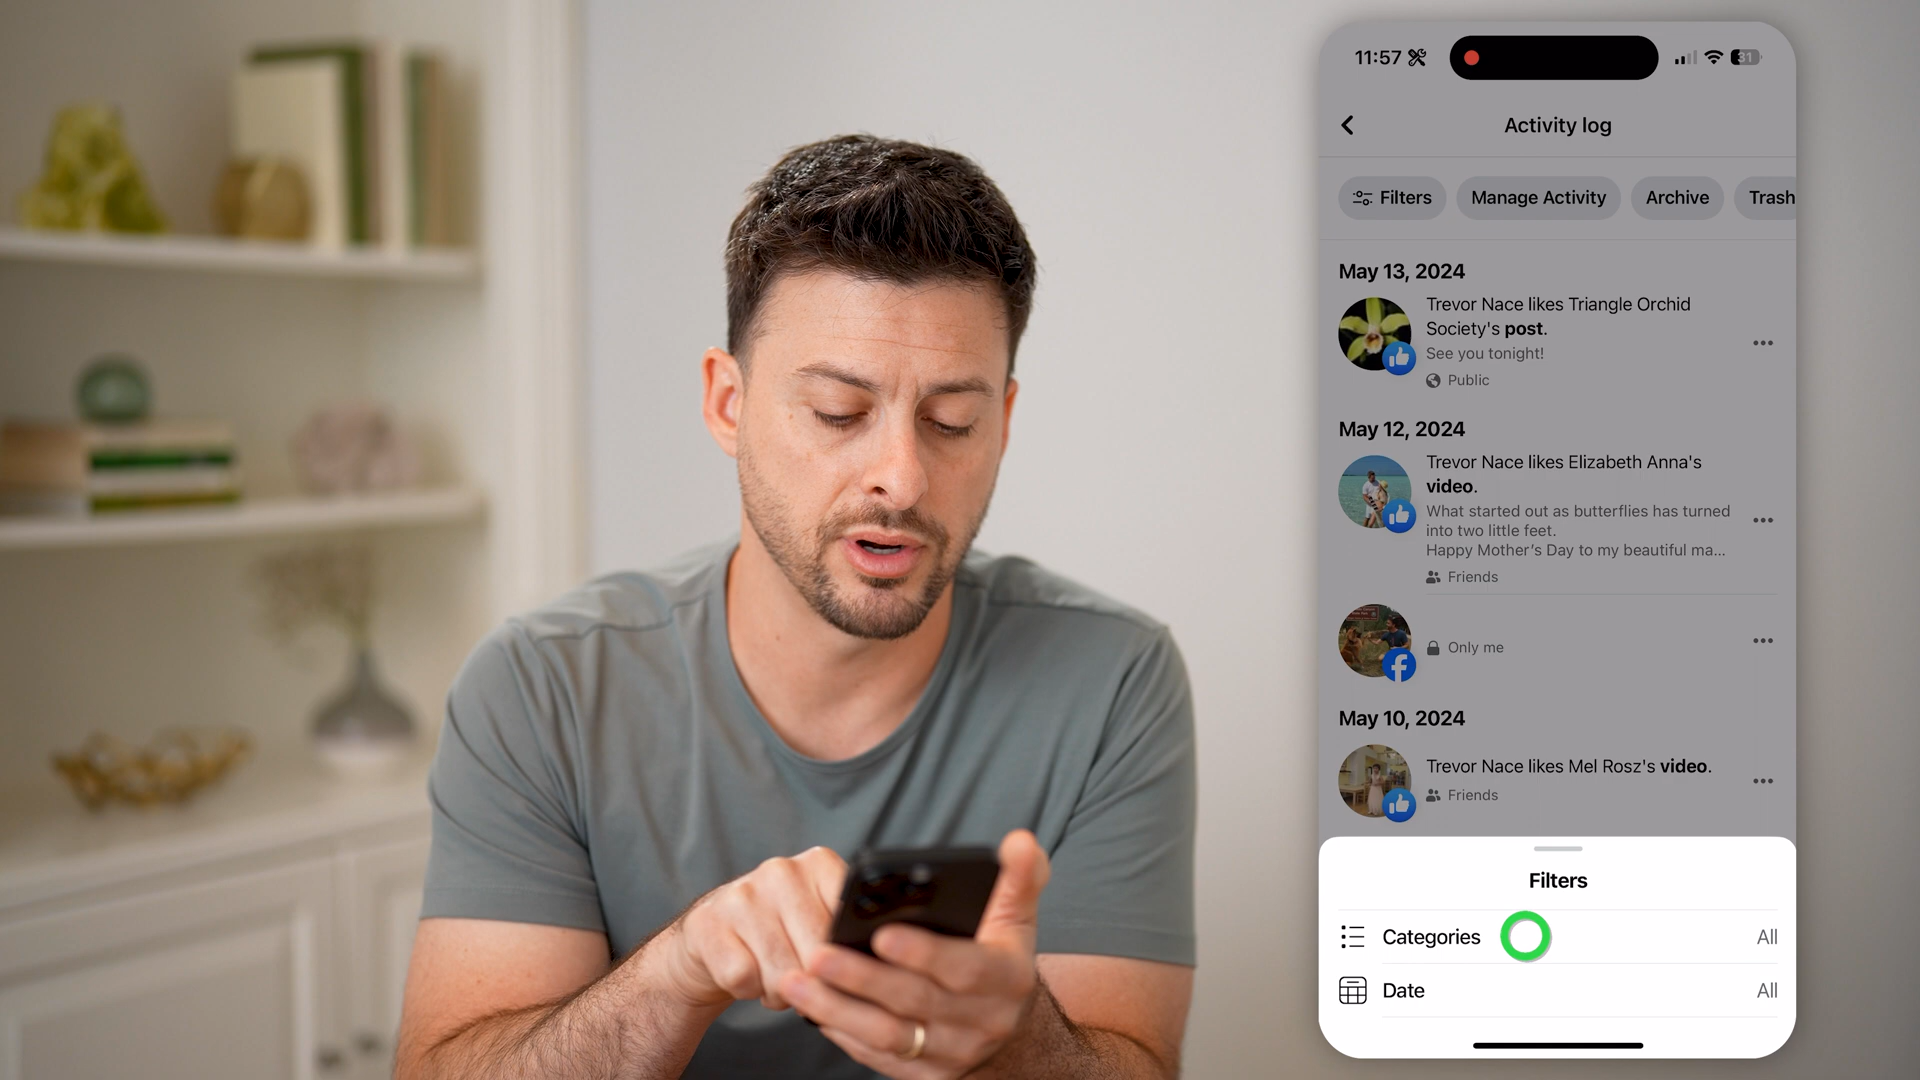 11:57
31
Activity log
Filters
Manage Activity
Archive
Trash
May 13, 2024
Trevor Nace likes Triangle Orchid
Society's post.
See you tonight!
Public
May 12, 2024
Trevor Nace likes Elizabeth Anna's
video.
What started out as butterflies has turned
into two little feet.
Happy Mother's Day to my beautiful ma...
Friends
Only me
May 10, 2024
Trevor Nace likes Mel Rosz's video.
Friends
Filters
Categories
All
Date
All